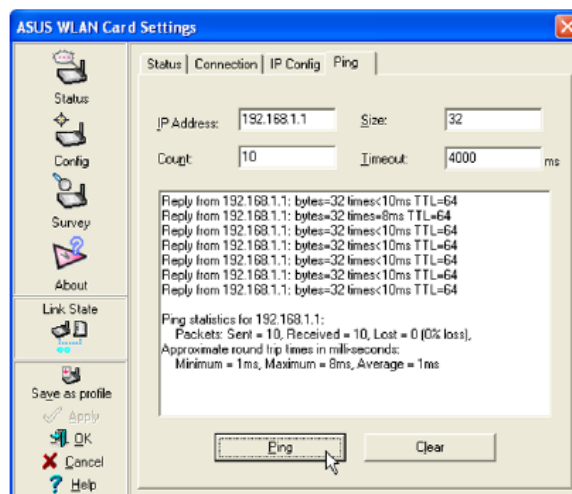 ASUS WLAN Card Settings
Status
Config
Survey
About
Link State
Save as profile
Apply
OK
Cancel
Help
Status Connection IP Config Ping
IP Address: 192.168.1.1 Size: 32
Count: 10 Timeout: 4000 ms
Reply from 192.168.1.1: bytes=32 times<10ms TTL=64
Reply from 192.168.1.1: bytes=32 times=8ms TTL=64
Reply from 192.168.1.1: bytes=32 times<10ms TTL=64
Reply from 192.168.1.1: bytes=32 times<10ms TTL=64
Reply from 192.168.1.1: bytes=32 times<10ms TTL=64
Reply from 192.168.1.1: bytes=32 times<10ms TTL=64
Reply from 192.168.1.1: bytes=32 times<10ms TTL=64
Ping statistics for 192.168.1.1:
Packets: Sent = 10, Received = 10, Lost = 0 (0% loss),
Approximate round trip times in milli-seconds:
Minimum = 1ms, Maximum = 8ms, Average = 1ms
Ping Clear